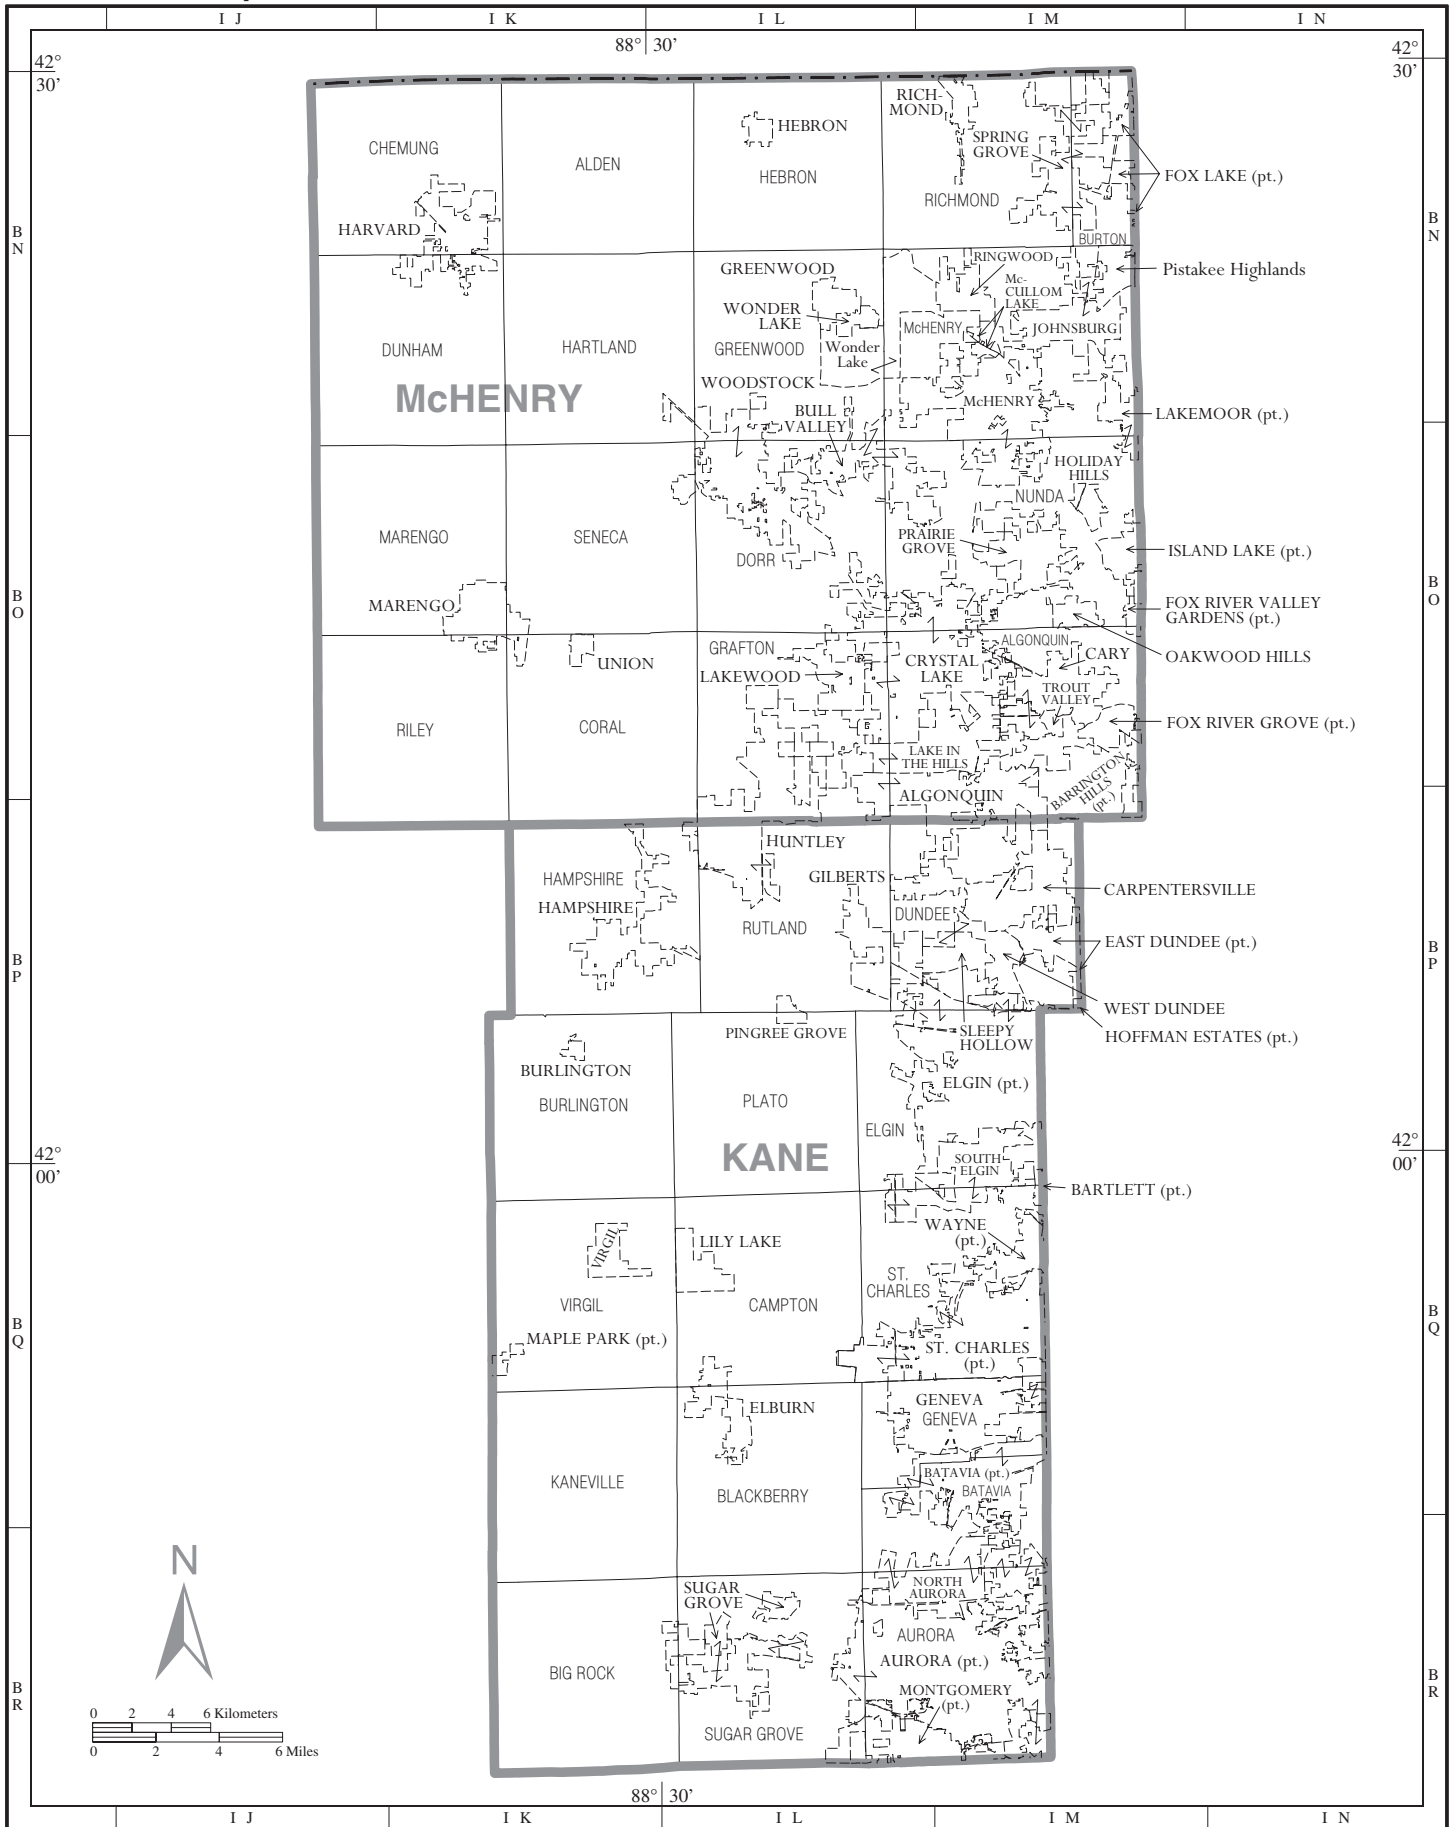 I J
I K
I L
I M
I N
88° 30’
42°
30’
42°
30’
RICH-
MOND
HEBRON
SPRING
GROVE
CHEMUNG
ALDEN
HEBRON
FOX LAKE (pt.)
RICHMOND
HARVARD
BURTON
B
N
B
N
GREENWOOD
RINGWOOD
Pistakee Highlands
Mc-
CULLOM
LAKE
WONDER
LAKE
McHENRY
JOHNSBURG
DUNHAM
HARTLAND
GREENWOOD
Wonder
Lake
WOODSTOCK
McHENRY
BULL
VALLEY
McHENRY
LAKEMOOR (pt.)
HOLIDAY
HILLS
NUNDA
MARENGO
SENECA
PRAIRIE
GROVE
ISLAND LAKE (pt.)
DORR
MARENGO
FOX RIVER VALLEY
GARDENS (pt.)
B
O
B
O
GRAFTON
ALGONQUIN
UNION
CRYSTAL
LAKE
CARY
OAKWOOD HILLS
LAKEWOOD
TROUT
VALLEY
RILEY
CORAL
FOX RIVER GROVE (pt.)
LAKE IN
THE HILLS
BARRINGTON
HILLS
(pt.)
ALGONQUIN
HUNTLEY
HAMPSHIRE
GILBERTS
CARPENTERSVILLE
HAMPSHIRE
DUNDEE
RUTLAND
EAST DUNDEE (pt.)
B
P
B
P
WEST DUNDEE
PINGREE GROVE
SLEEPY
HOLLOW
HOFFMAN ESTATES (pt.)
BURLINGTON
ELGIN (pt.)
BURLINGTON
PLATO
ELGIN
42°
00’
KANE
42°
00’
SOUTH
ELGIN
BARTLETT (pt.)
WAYNE
(pt.)
VIRGIL
LILY LAKE
ST.
CHARLES
VIRGIL
CAMPTON
B
Q
B
Q
MAPLE PARK (pt.)
ST. CHARLES
(pt.)
GENEVA
ELBURN
GENEVA
BATAVIA (pt.)
KANEVILLE
BLACKBERRY
BATAVIA
N
SUGAR
GROVE
NORTH
AURORA
AURORA
BIG ROCK
AURORA (pt.)
MONTGOMERY
(pt.)
B
R
B
R
0 2 4 6 Kilometers
SUGAR GROVE
0 2 4 6 Miles
88° 30’
I J
I K
I L
I M
I N